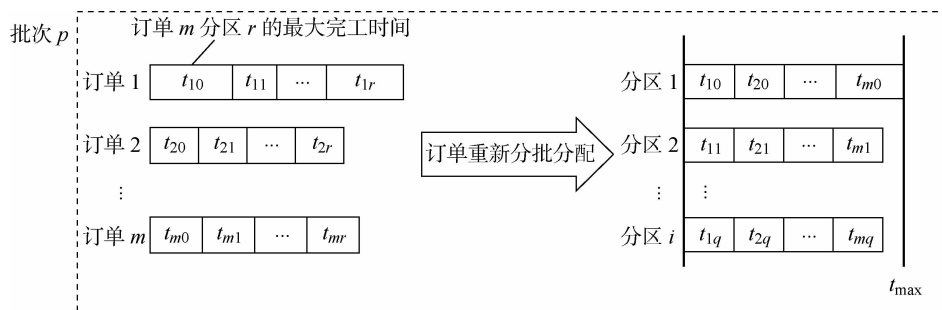 批次 p
订单 m 分区 r 的最大完工时间
订单 1 t10 t11 ... t1r
订单 2 t20 t21 ... t2r
⋮
订单 m tm0 tm1 ... tmr
订单重新分批分配
分区 1 t10 t20 ... tm0
分区 2 t11 t21 ... tm1
⋮ ⋮
分区 i t1q t2q ... tmq
tmax